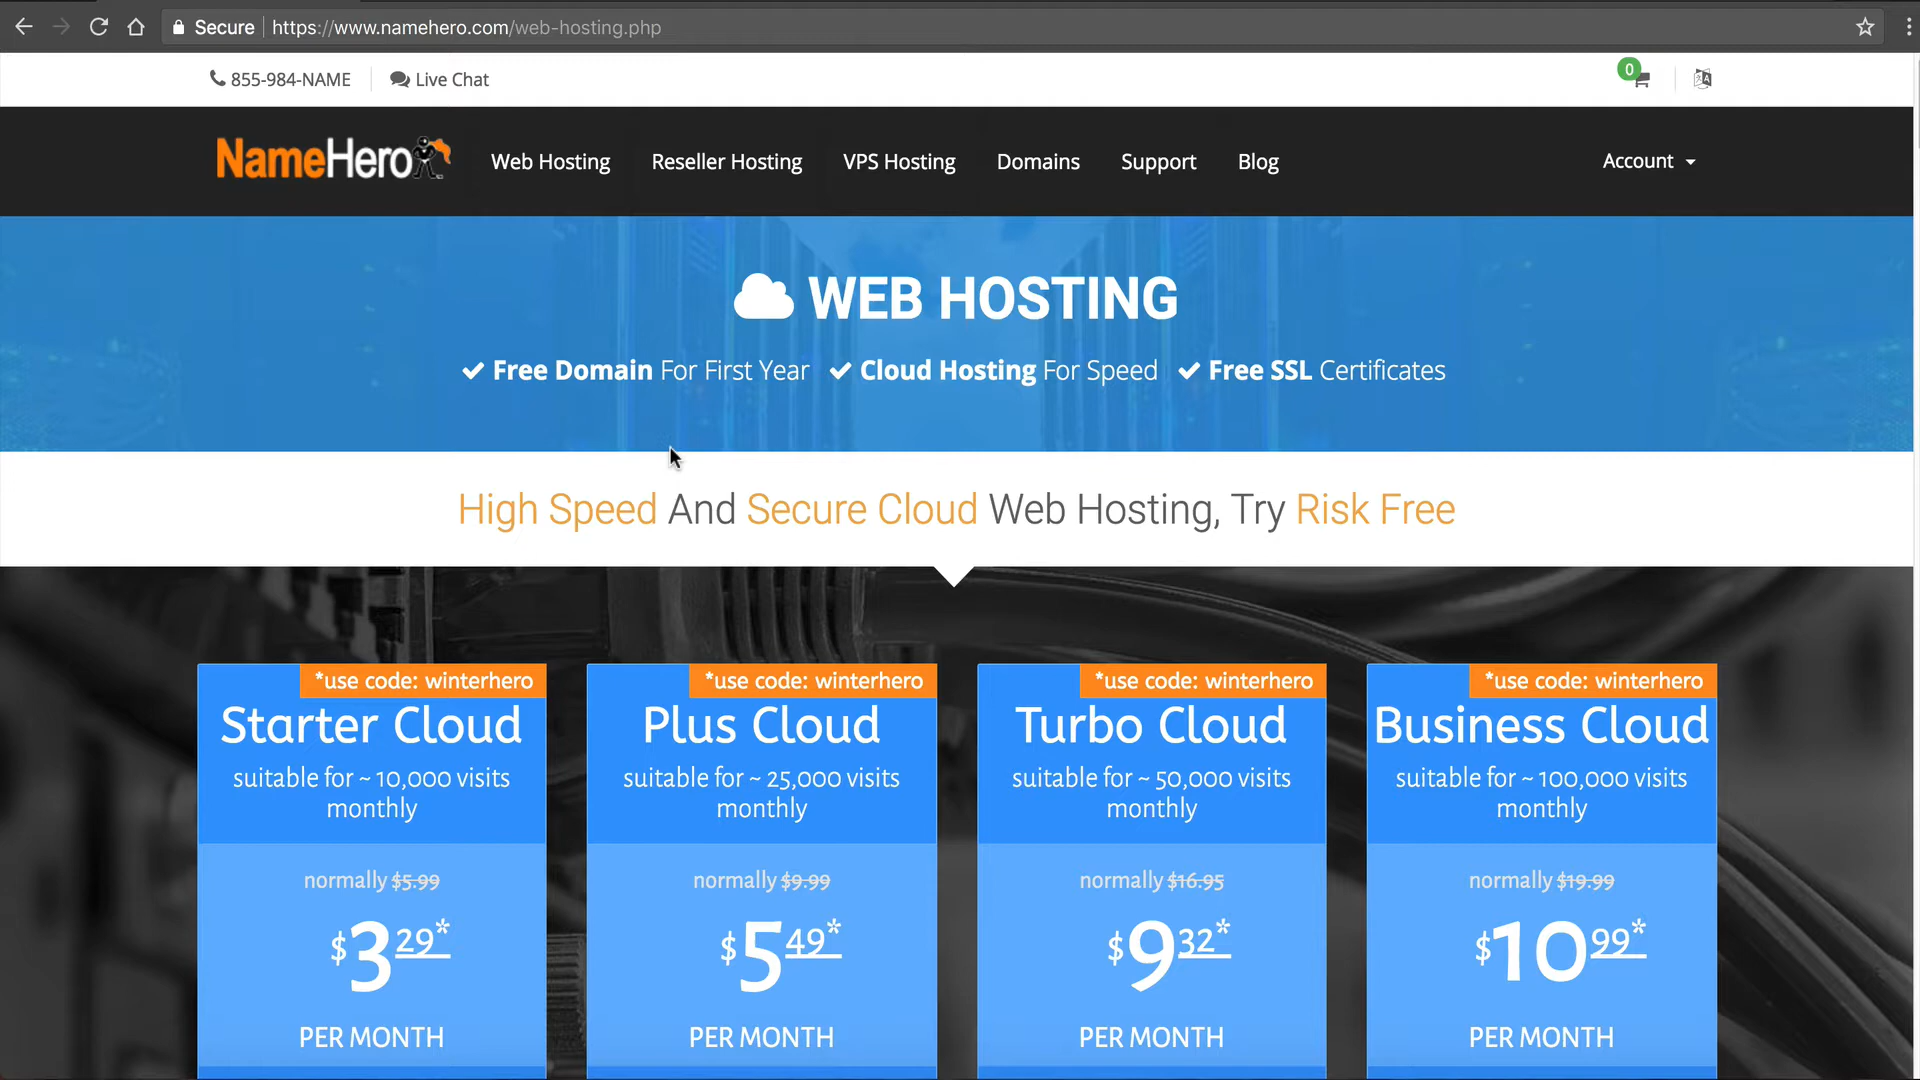 Secure https://www.namehero.com/web-hosting.php
855-984-NAME Live Chat 0
NameHero Web Hosting Reseller Hosting VPS Hosting Domains Support Blog Account
WEB HOSTING
Free Domain For First Year Cloud Hosting For Speed Free SSL Certificates
High Speed And Secure Cloud Web Hosting, Try Risk Free
*use code: winterhero
Starter Cloud
suitable for ~ 10,000 visits
monthly
normally $5.99
$3 29*
PER MONTH
*use code: winterhero
Plus Cloud
suitable for ~ 25,000 visits
monthly
normally $9.99
$5 49*
PER MONTH
*use code: winterhero
Turbo Cloud
suitable for ~ 50,000 visits
monthly
normally $16.95
$9 32*
PER MONTH
*use code: winterhero
Business Cloud
suitable for ~ 100,000 visits
monthly
normally $19.99
$10 99*
PER MONTH